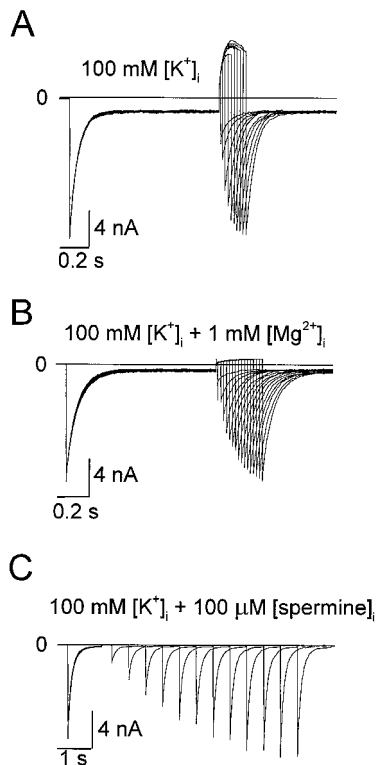 A
100 mM [K⁺]ᵢ
0
4 nA
0.2 s
B
100 mM [K⁺]ᵢ + 1 mM [Mg²⁺]ᵢ
0
4 nA
0.2 s
C
100 mM [K⁺]ᵢ + 100 µM [spermine]ᵢ
0
4 nA
1 s